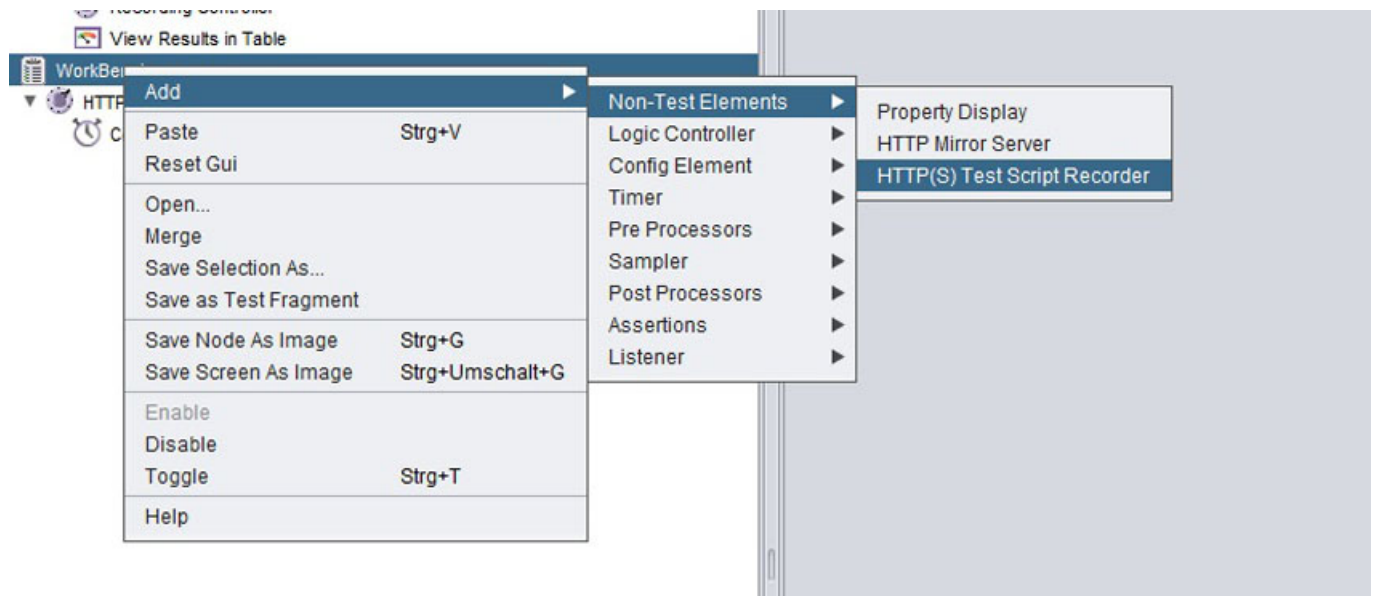 View Results in Table
Add
Paste Strg+V
Reset Gui
Open...
Merge
Save Selection As...
Save as Test Fragment
Save Node As Image Strg+G
Save Screen As Image Strg+Umschalt+G
Enable
Disable
Toggle Strg+T
Help
Non-Test Elements
Logic Controller
Config Element
Timer
Pre Processors
Sampler
Post Processors
Assertions
Listener
Property Display
HTTP Mirror Server
HTTP(S) Test Script Recorder